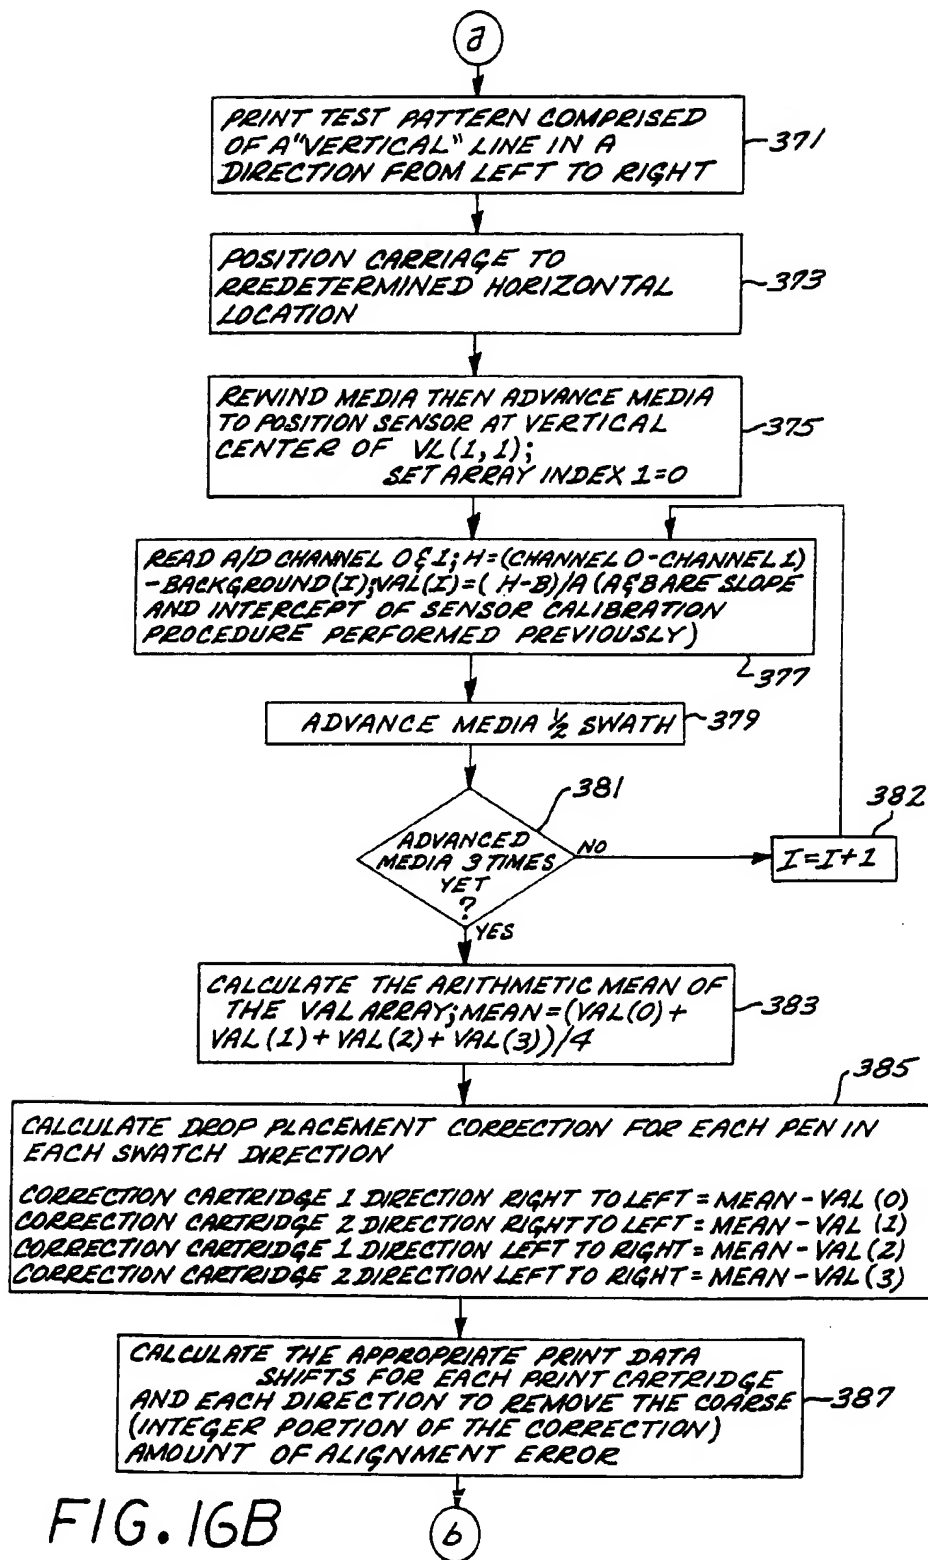 a
PRINT TEST PATTERN COMPRISED
OF A "VERTICAL" LINE IN A
DIRECTION FROM LEFT TO RIGHT
371
POSITION CARRIAGE TO
RREDETERMINED HORIZONTAL
LOCATION
373
REWIND MEDIA THEN ADVANCE MEDIA
TO POSITION SENSOR AT VERTICAL
CENTER OF VL(1,1);
SET ARRAY INDEX 1=0
375
READ A/D CHANNEL 0 & 1; H=(CHANNEL 0-CHANNEL 1)
-BACKGROUND(I); VAL(I)=(H-B)/A (A & B ARE SLOPE
AND INTERCEPT OF SENSOR CALIBRATION
PROCEDURE PERFORMED PREVIOUSLY)
377
ADVANCE MEDIA 1/2 SWATH
379
381
ADVANCED
MEDIA 3 TIMES
YET
?
NO
382
I=I+1
YES
CALCULATE THE ARITHMETIC MEAN OF
THE VAL ARRAY; MEAN=(VAL(0)+
VAL(1)+VAL(2)+VAL(3))/4
383
385
CALCULATE DROP PLACEMENT CORRECTION FOR EACH PEN IN
EACH SWATCH DIRECTION
CORRECTION CARTRIDGE 1 DIRECTION RIGHT TO LEFT = MEAN-VAL(0)
CORRECTION CARTRIDGE 2 DIRECTION RIGHT TO LEFT = MEAN-VAL(1)
CORRECTION CARTRIDGE 1 DIRECTION LEFT TO RIGHT = MEAN-VAL(2)
CORRECTION CARTRIDGE 2 DIRECTION LEFT TO RIGHT = MEAN-VAL(3)
CALCULATE THE APPROPRIATE PRINT DATA
SHIFTS FOR EACH PRINT CARTRIDGE
AND EACH DIRECTION TO REMOVE THE COARSE
(INTEGER PORTION OF THE CORRECTION)
AMOUNT OF ALIGNMENT ERROR
387
FIG. 16B
b